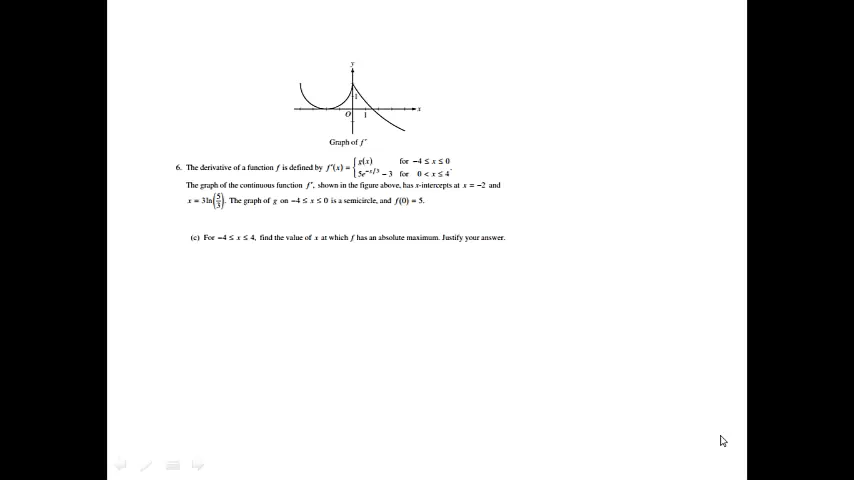 y
1
x
O
1
Graph of f′
6. The derivative of a function f is defined by f′(x) = { g(x) for −4 ≤ x ≤ 0
5e^(−x/3) − 3 for 0 < x ≤ 4 .
The graph of the continuous function f′, shown in the figure above, has x-intercepts at x = −2 and
x = 3ln(5/3). The graph of g on −4 ≤ x ≤ 0 is a semicircle, and f(0) = 5.
(c) For −4 ≤ x ≤ 4, find the value of x at which f has an absolute maximum. Justify your answer.